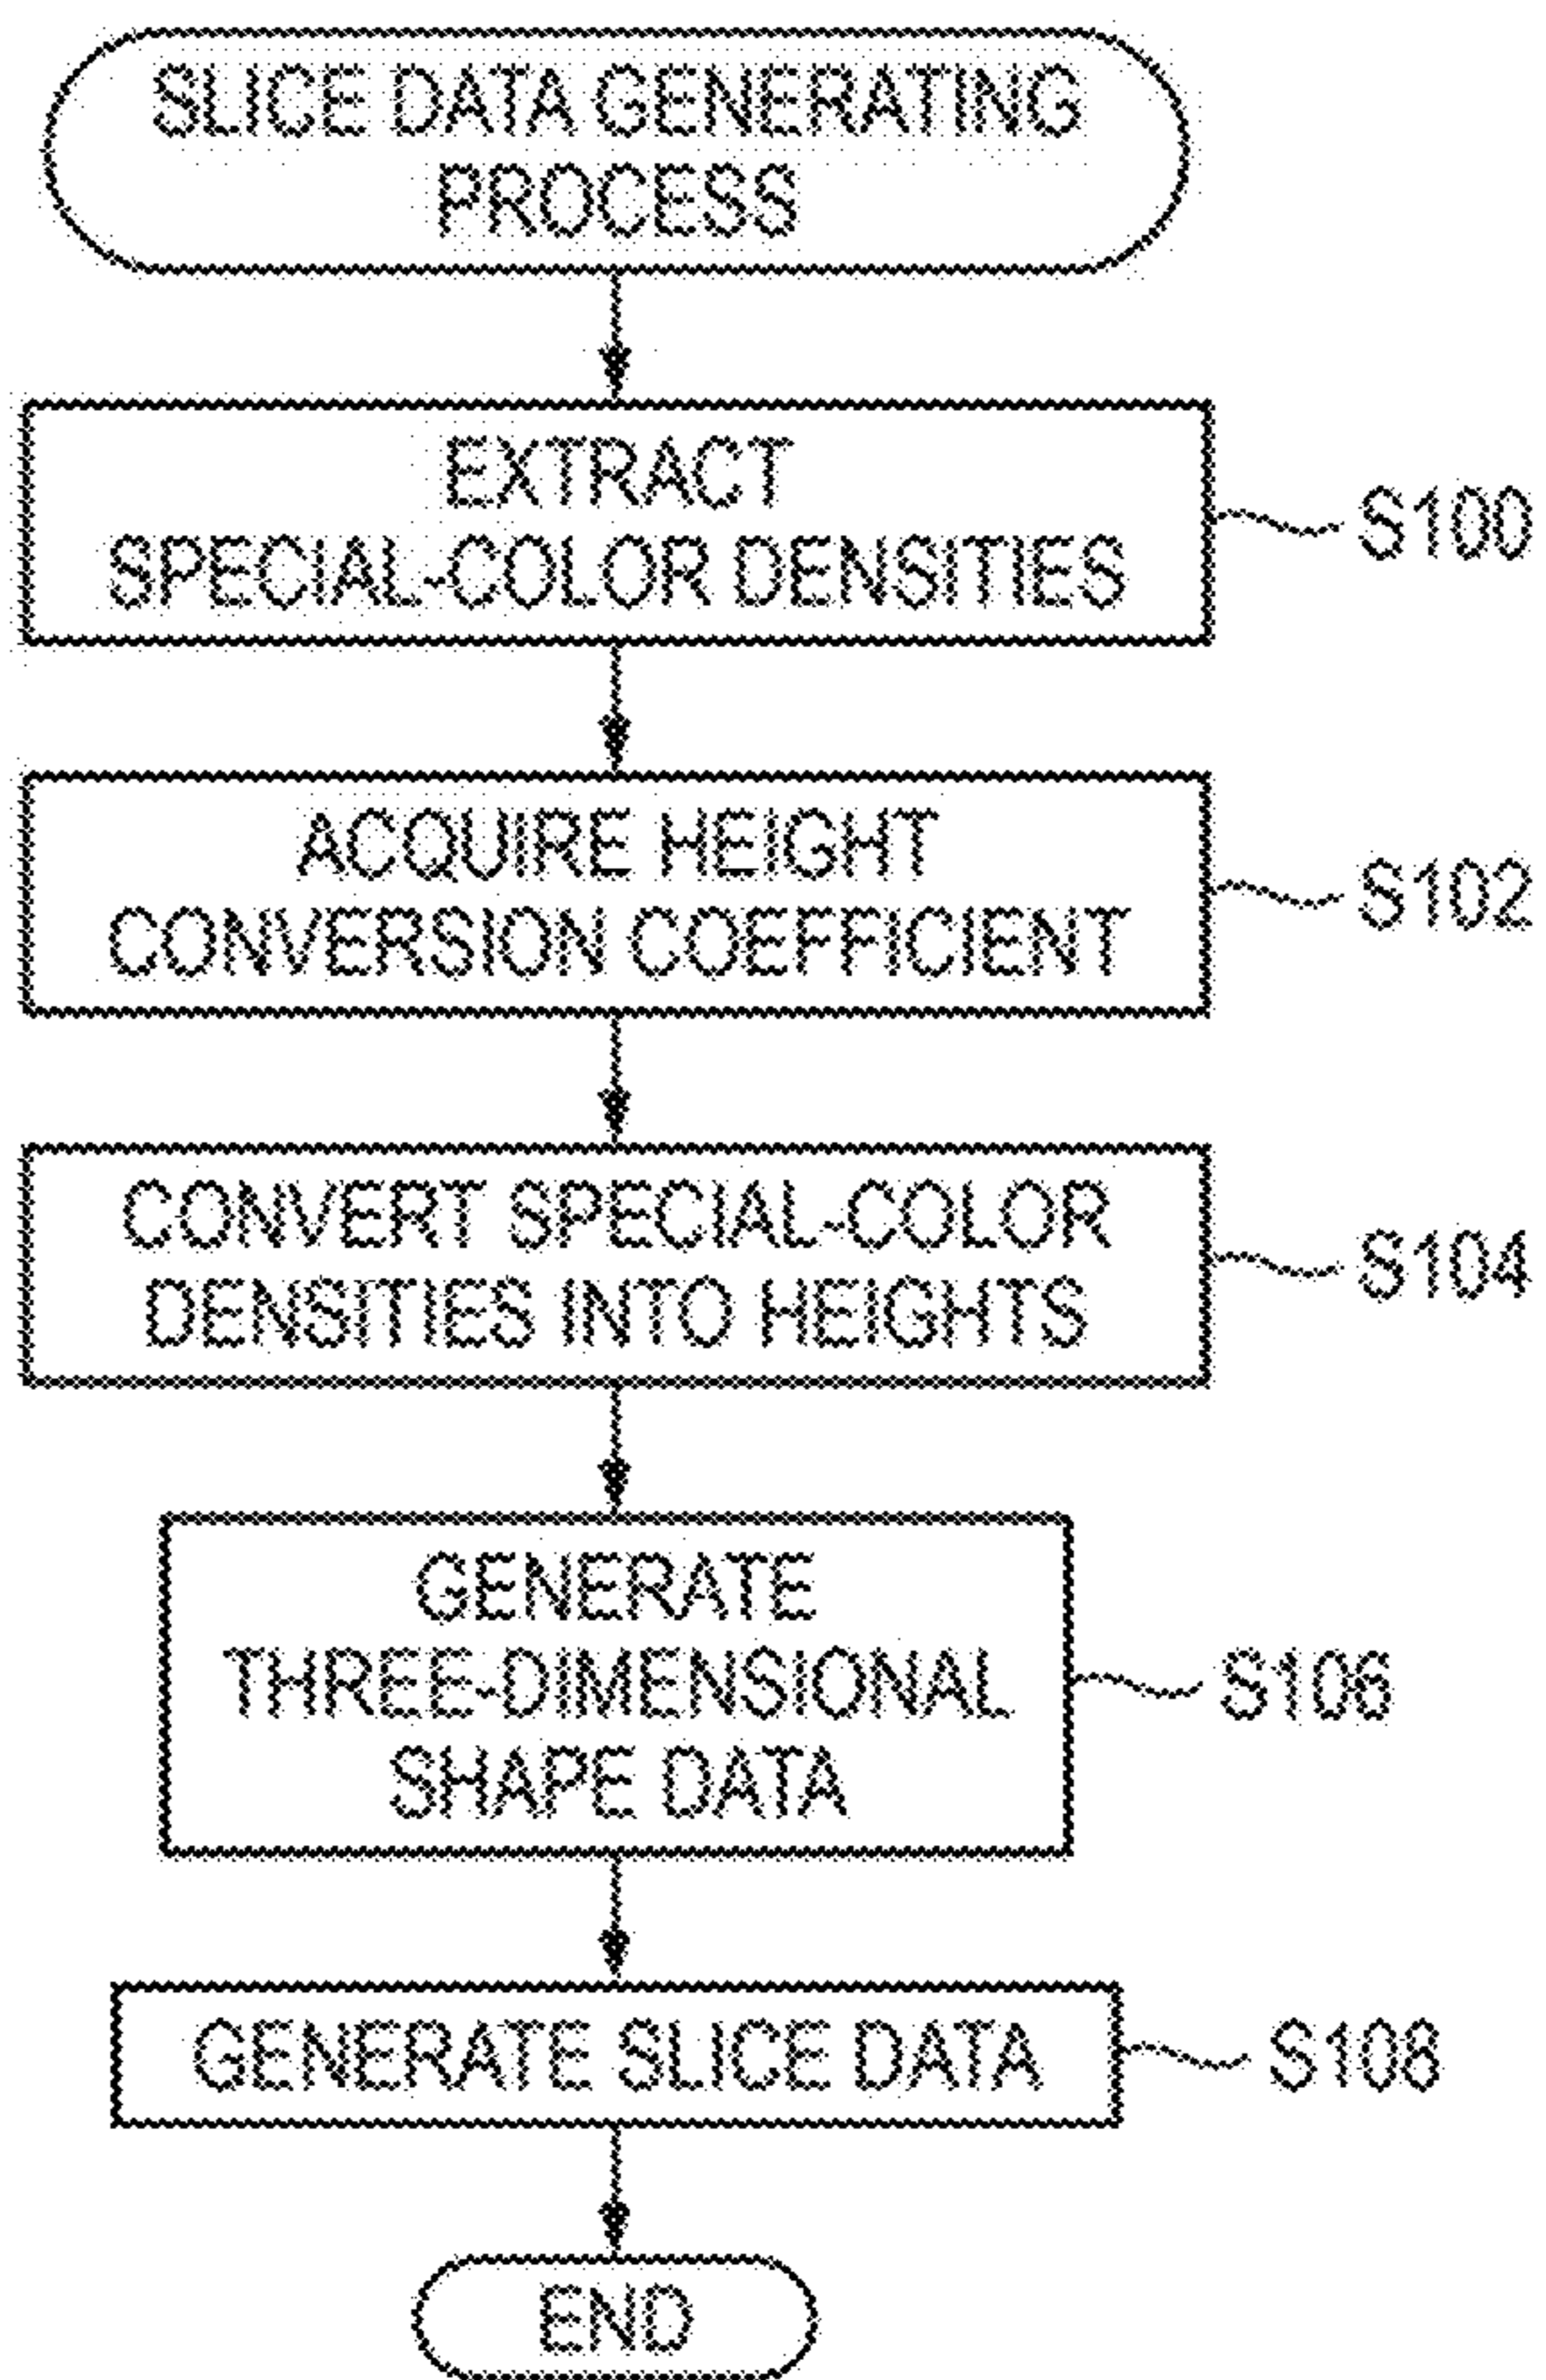 SLICE DATA GENERATING
PROCESS
EXTRACT
SPECIAL-COLOR DENSITIES
S100
ACQUIRE HEIGHT
CONVERSION COEFFICIENT
S102
CONVERT SPECIAL-COLOR
DENSITIES INTO HEIGHTS
S104
GENERATE
THREE-DIMENSIONAL
SHAPE DATA
S106
GENERATE SLICE DATA
S108
END